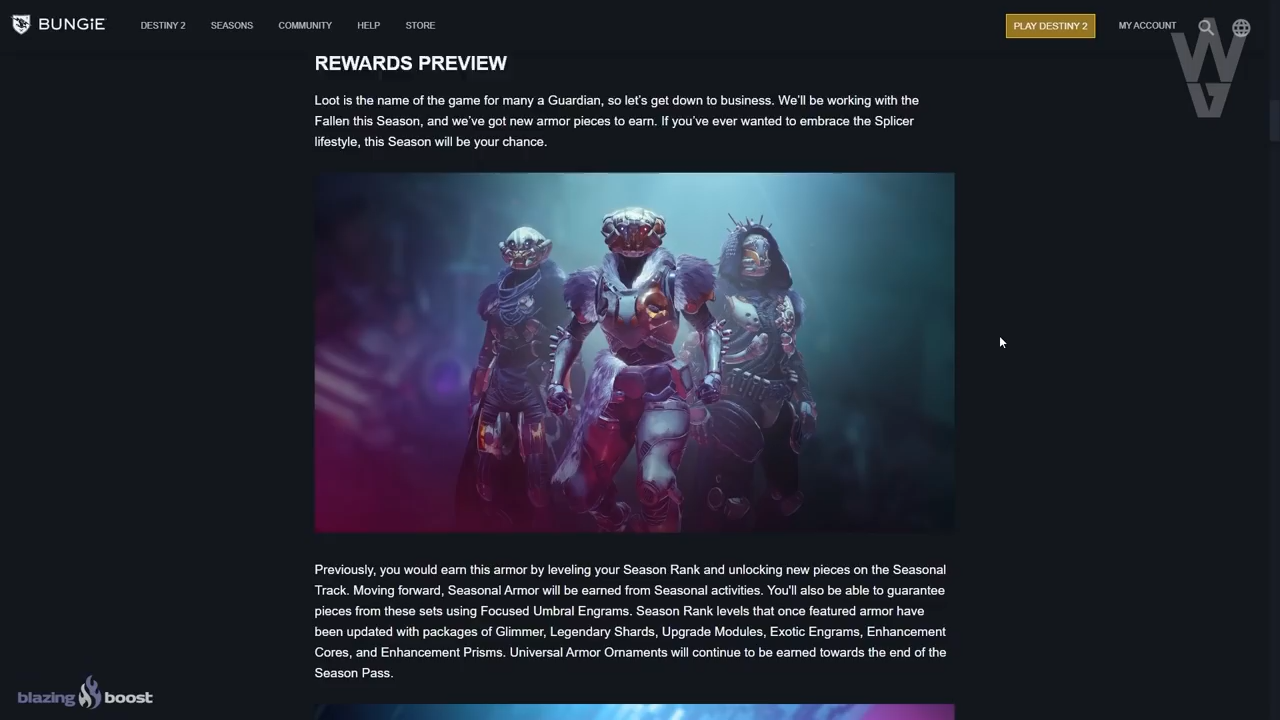 BUNGiE
DESTINY 2 SEASONS COMMUNITY HELP STORE
PLAY DESTINY 2 MY ACCOUNT
REWARDS PREVIEW
Loot is the name of the game for many a Guardian, so let’s get down to business. We’ll be working with the
Fallen this Season, and we’ve got new armor pieces to earn. If you’ve ever wanted to embrace the Splicer
lifestyle, this Season will be your chance.
Previously, you would earn this armor by leveling your Season Rank and unlocking new pieces on the Seasonal
Track. Moving forward, Seasonal Armor will be earned from Seasonal activities. You'll also be able to guarantee
pieces from these sets using Focused Umbral Engrams. Season Rank levels that once featured armor have
been updated with packages of Glimmer, Legendary Shards, Upgrade Modules, Exotic Engrams, Enhancement
Cores, and Enhancement Prisms. Universal Armor Ornaments will continue to be earned towards the end of the
Season Pass.
blazing boost